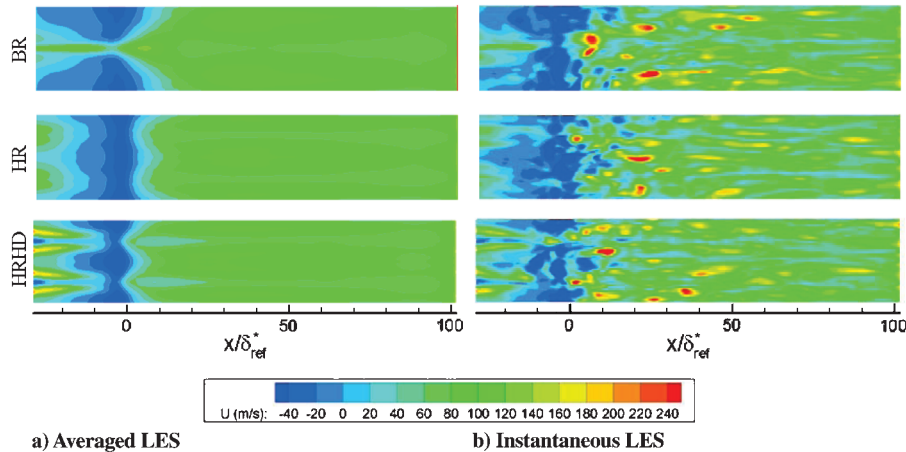 BR
HR
HRHD
0 50 100
x/δ*ref
0 50 100
x/δ*ref
U (m/s): -40 -20 0 20 40 60 80 100 120 140 160 180 200 220 240
a) Averaged LES
b) Instantaneous LES